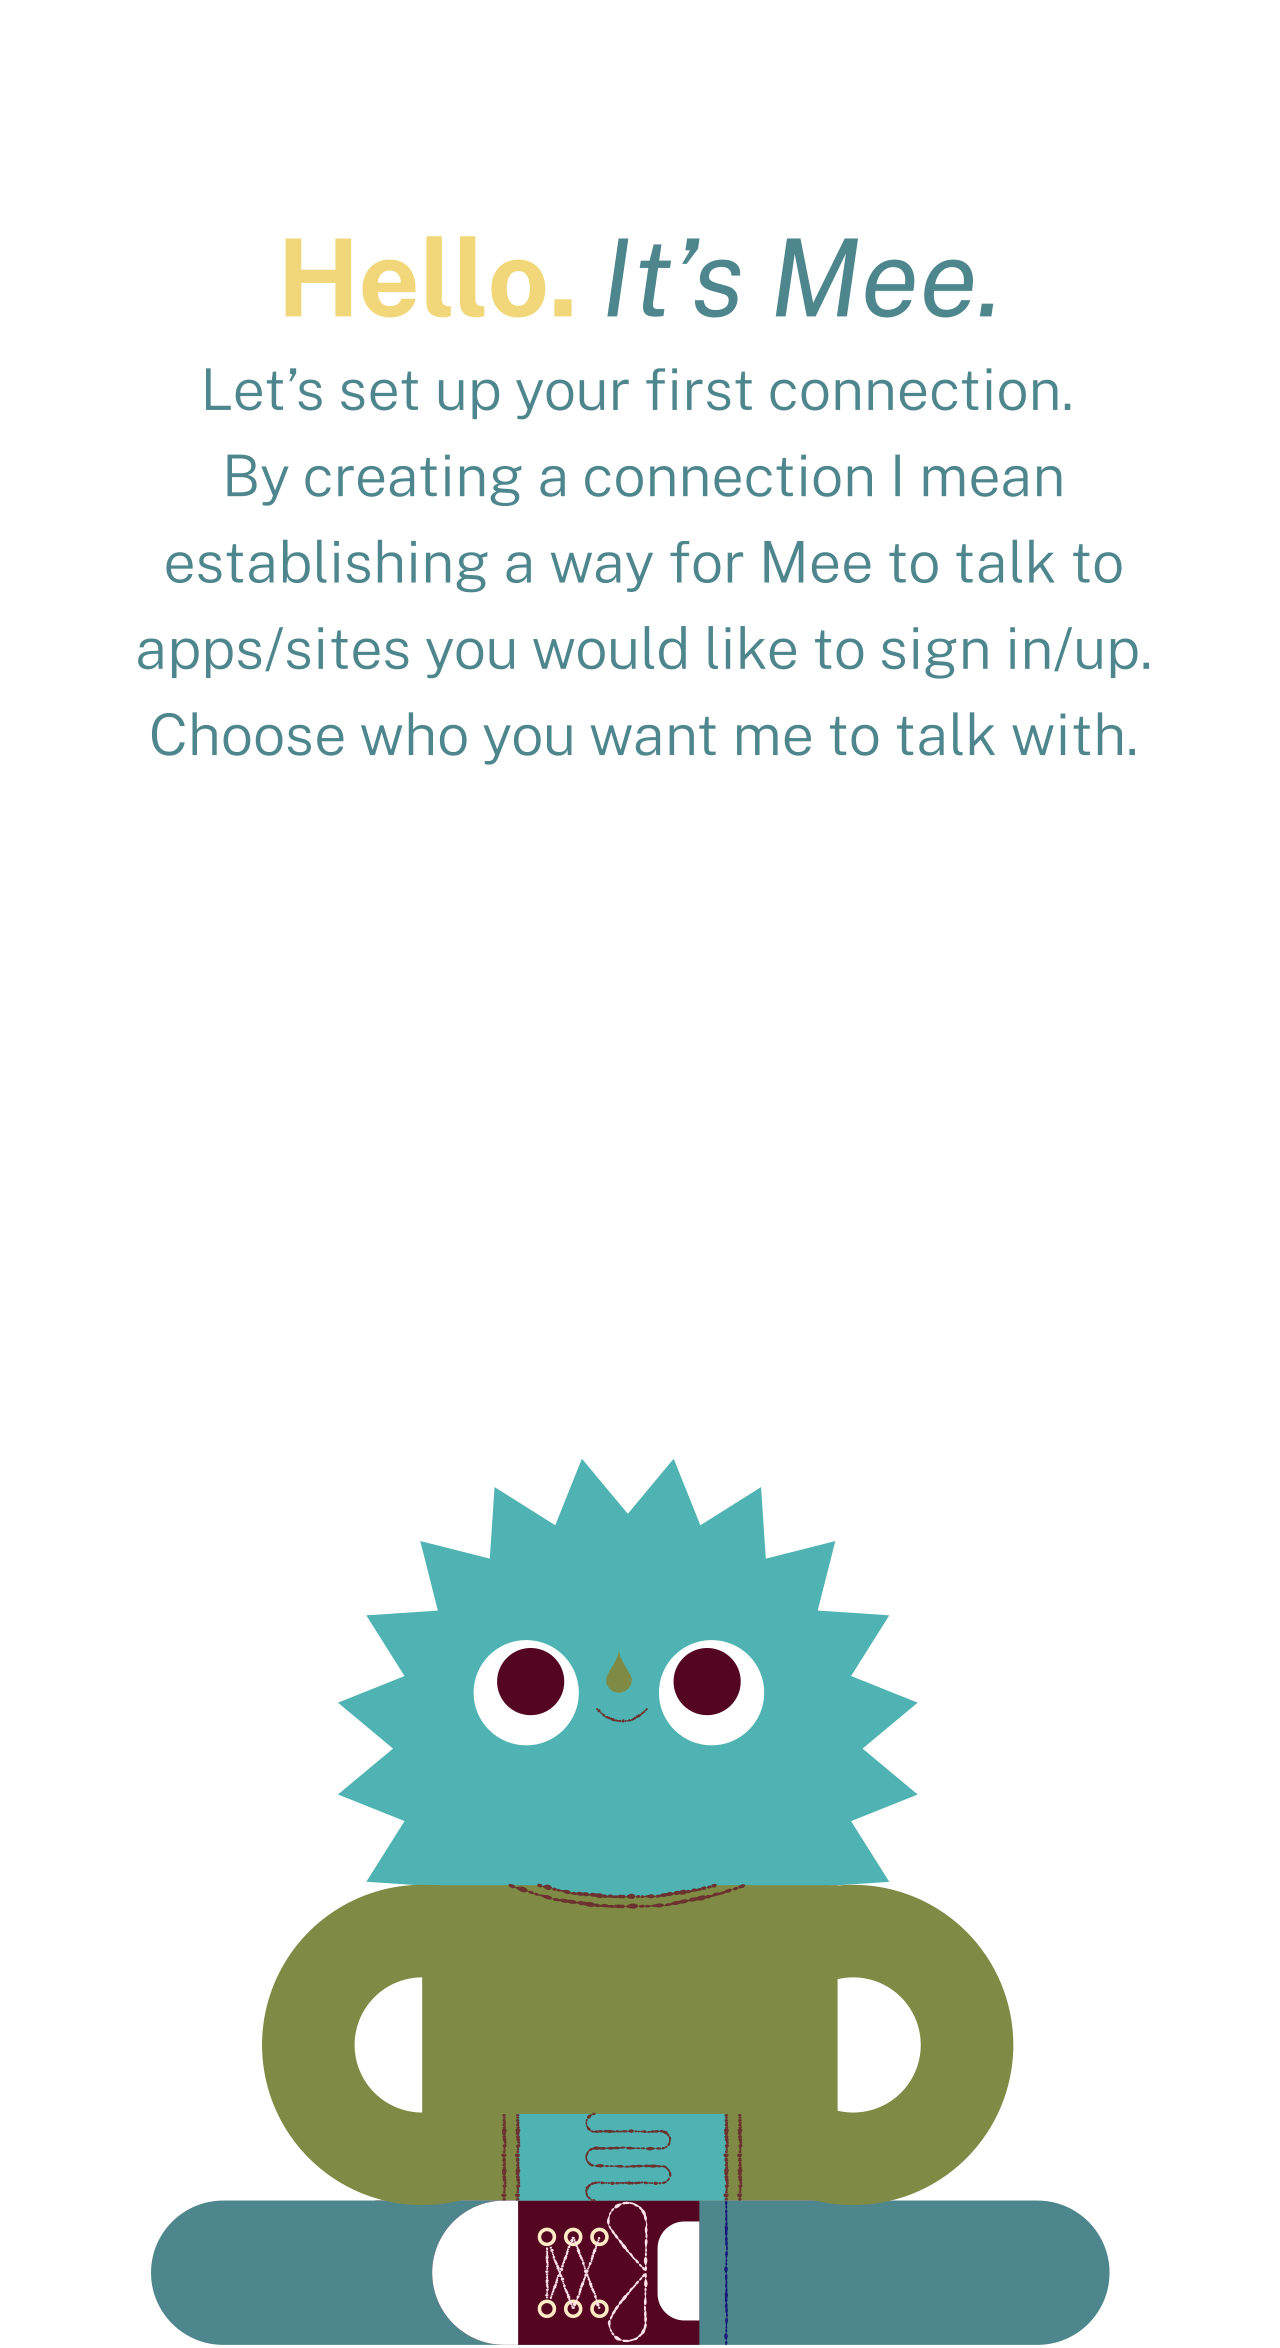 Hello. It’s Mee.
Let’s set up your first connection.
By creating a connection I mean
establishing a way for Mee to talk to
apps/sites you would like to sign in/up.
Choose who you want me to talk with.